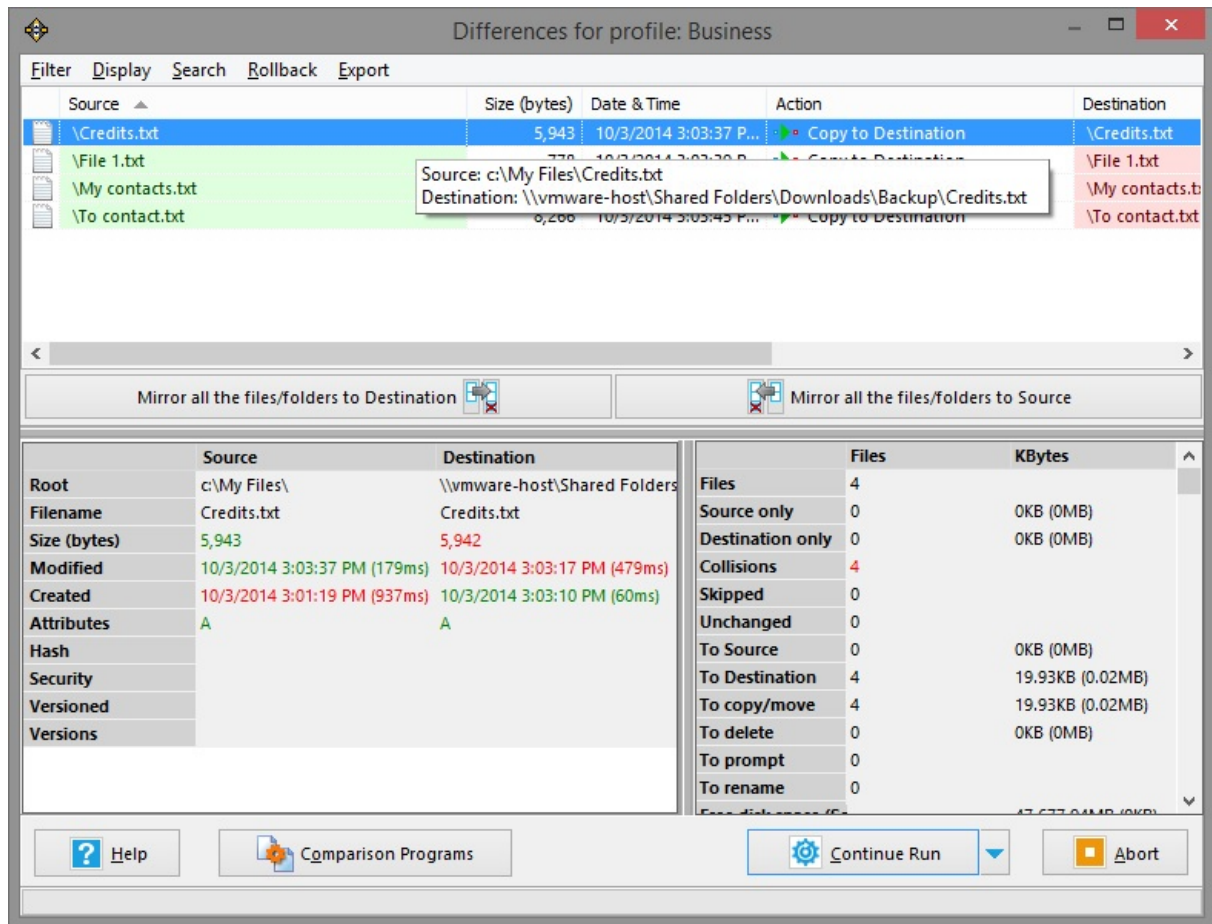 Differences for profile: Business
Filter Display Search Rollback Export
Source Size (bytes) Date & Time Action Destination
\Credits.txt 5,943 10/3/2014 3:03:37 P... Copy to Destination \Credits.txt
\File 1.txt \File 1.txt
Source: c:\My Files\Credits.txt
\My contacts.txt \My contacts.t
Destination: \\vmware-host\Shared Folders\Downloads\Backup\Credits.txt
\To contact.txt 8,266 10/3/2014 3:03:45 P... Copy to Destination \To contact.txt
Mirror all the files/folders to Destination Mirror all the files/folders to Source
Source Destination
Root c:\My Files\ \\vmware-host\Shared Folders
Filename Credits.txt Credits.txt
Size (bytes) 5,943 5,942
Modified 10/3/2014 3:03:37 PM (179ms) 10/3/2014 3:03:17 PM (479ms)
Created 10/3/2014 3:01:19 PM (937ms) 10/3/2014 3:03:10 PM (60ms)
Attributes A A
Hash
Security
Versioned
Versions
Files KBytes
Files 4
Source only 0 0KB (0MB)
Destination only 0 0KB (0MB)
Collisions 4
Skipped 0
Unchanged 0
To Source 0 0KB (0MB)
To Destination 4 19.93KB (0.02MB)
To copy/move 4 19.93KB (0.02MB)
To delete 0 0KB (0MB)
To prompt 0
To rename 0
Help Comparison Programs Continue Run Abort